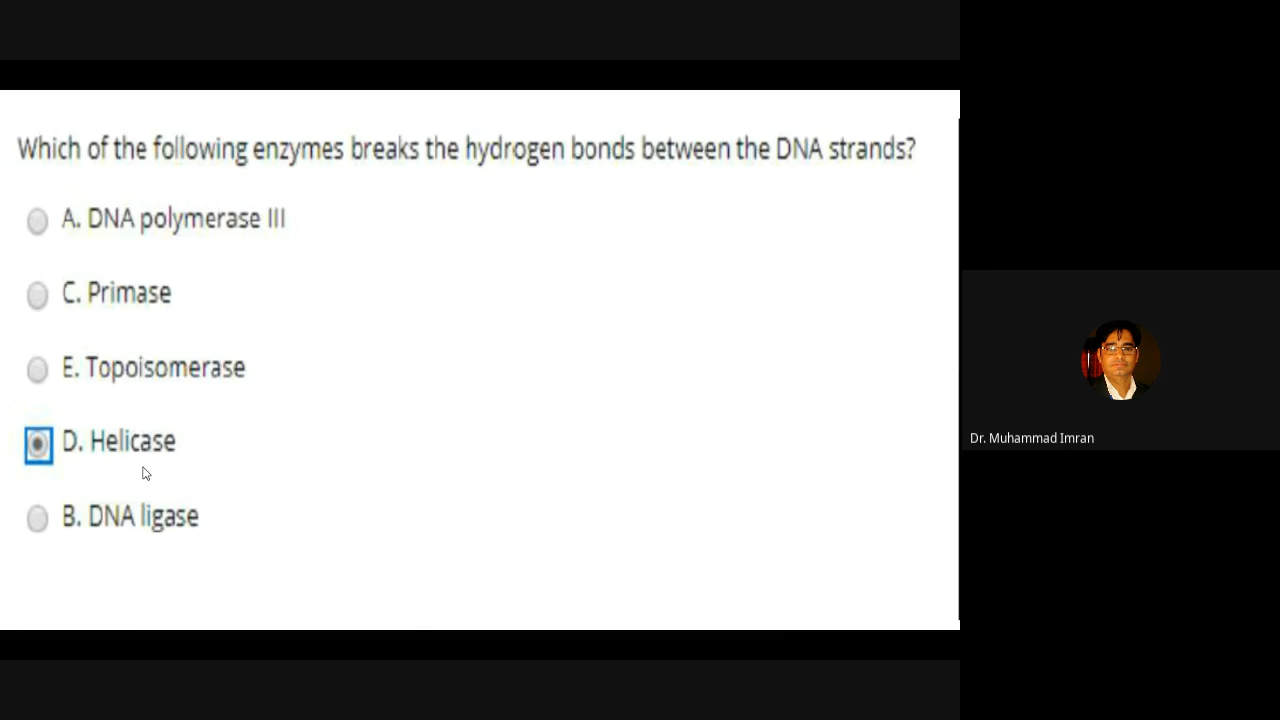 Which of the following enzymes breaks the hydrogen bonds between the DNA strands?
A. DNA polymerase III
C. Primase
E. Topoisomerase
D. Helicase
B. DNA ligase
Dr. Muhammad Imran